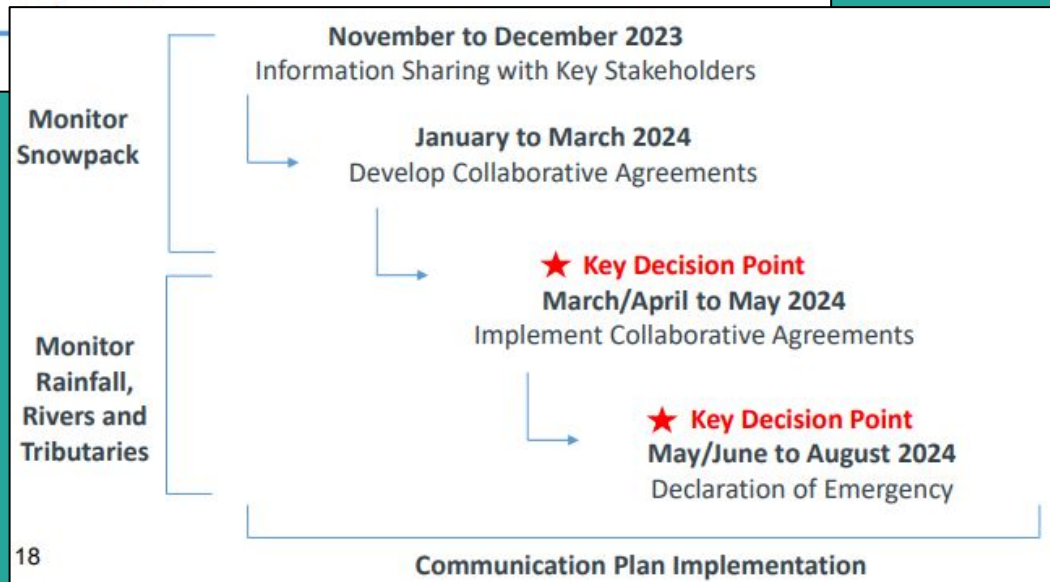 November to December 2023
Information Sharing with Key Stakeholders
Monitor
Snowpack
January to March 2024
Develop Collaborative Agreements
★ Key Decision Point
March/April to May 2024
Implement Collaborative Agreements
Monitor
Rainfall,
Rivers and
Tributaries
★ Key Decision Point
May/June to August 2024
Declaration of Emergency
18
Communication Plan Implementation